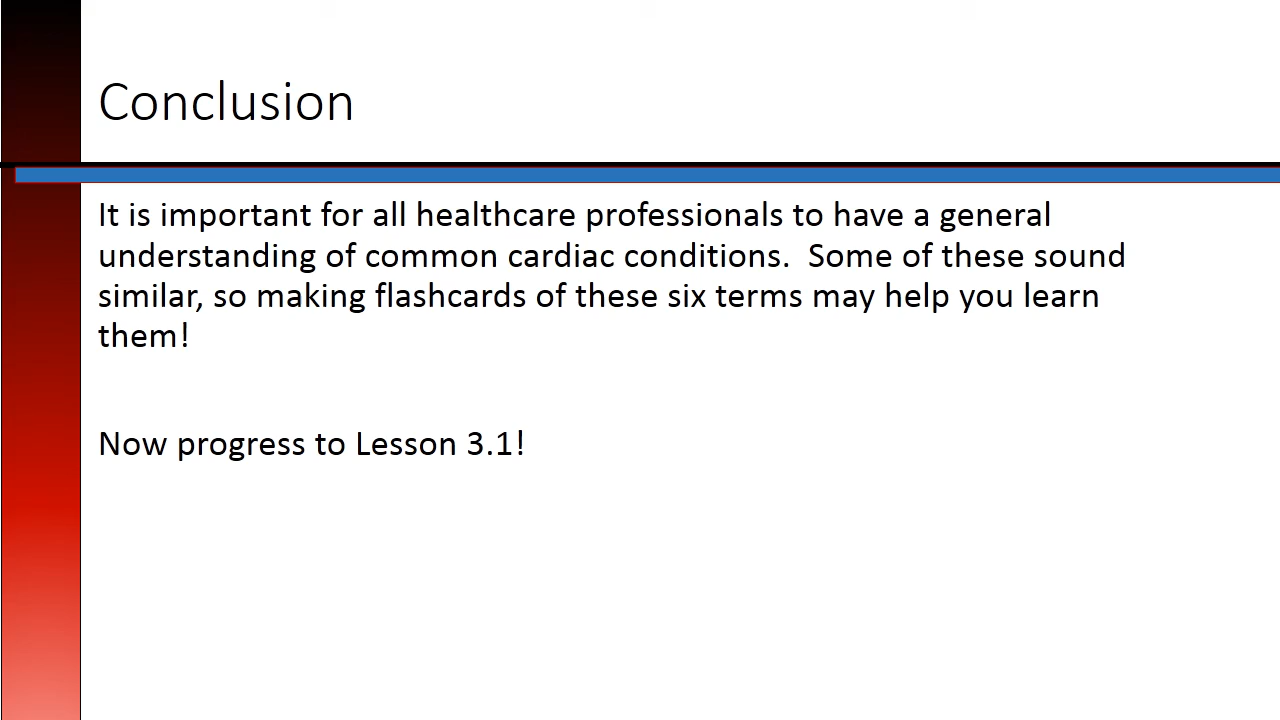 Conclusion
It is important for all healthcare professionals to have a general
understanding of common cardiac conditions.  Some of these sound
similar, so making flashcards of these six terms may help you learn
them!
Now progress to Lesson 3.1!